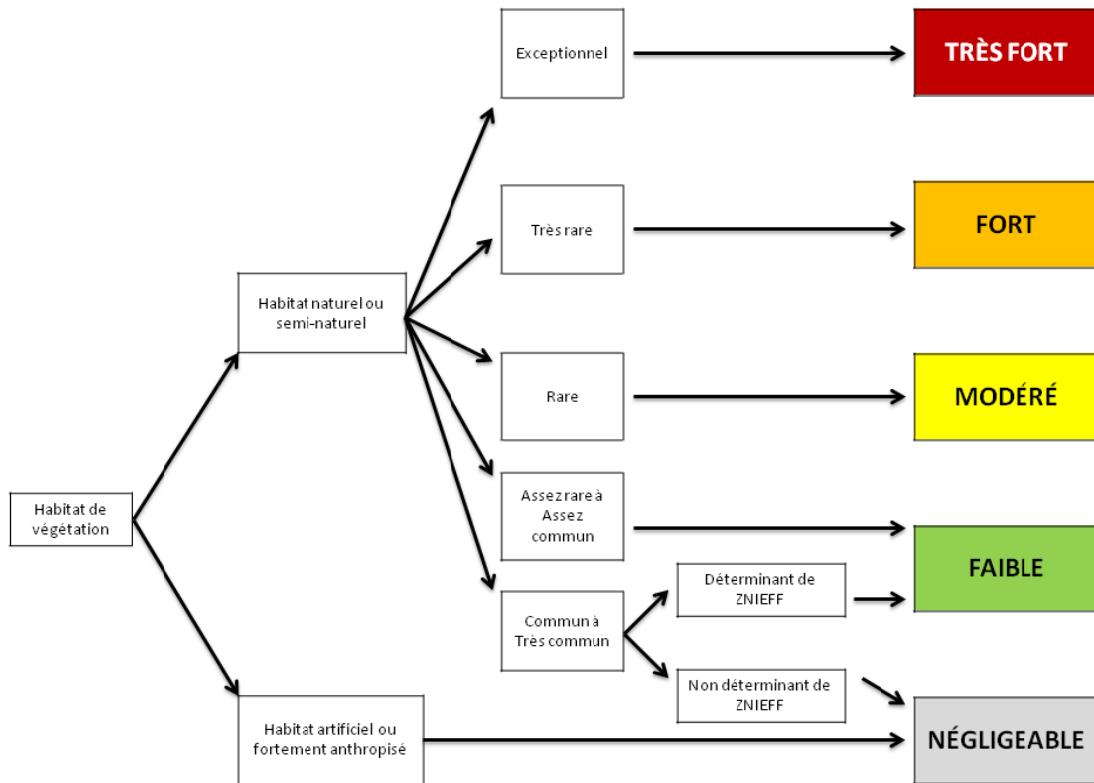 Exceptionnel
TRÈS FORT
Très rare
FORT
Habitat naturel ou
semi-naturel
Rare
MODÉRÉ
Habitat de
végétation
Assez rare à
Assez
commun
FAIBLE
Commun à
Très commun
Déterminant de
ZNIEFF
Non déterminant de
ZNIEFF
Habitat artificiel ou
fortement anthropisé
NÉGLIGEABLE